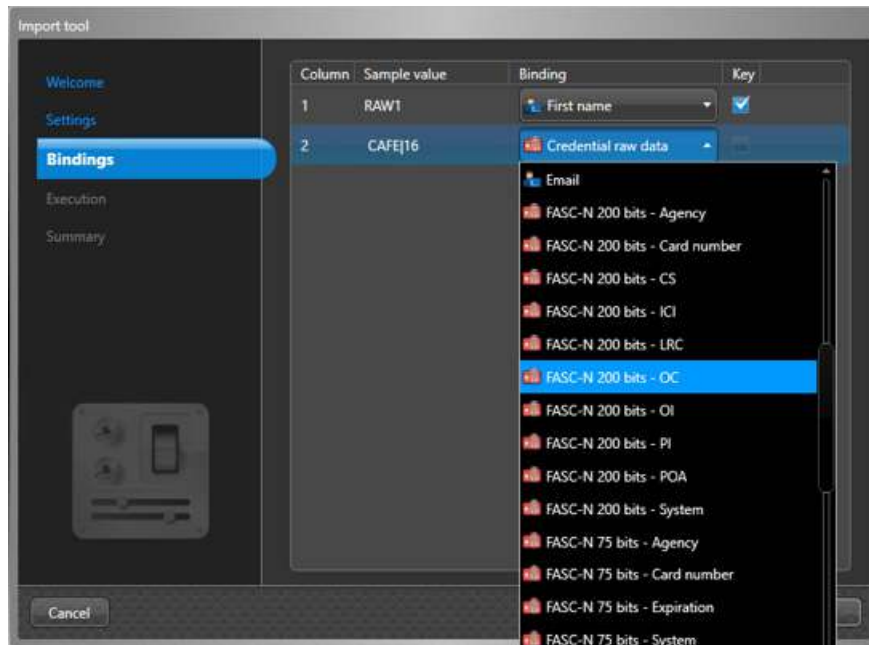 Import tool
Welcome
Settings
Bindings
Execution
Summary
Column Sample value Binding Key
1 RAW1 First name
2 CAFE|16 Credential raw data
Email
FASC-N 200 bits - Agency
FASC-N 200 bits - Card number
FASC-N 200 bits - CS
FASC-N 200 bits - ICI
FASC-N 200 bits - LRC
FASC-N 200 bits - OC
FASC-N 200 bits - OI
FASC-N 200 bits - PI
FASC-N 200 bits - POA
FASC-N 200 bits - System
FASC-N 75 bits - Agency
FASC-N 75 bits - Card number
FASC-N 75 bits - Expiration
FASC-N 75 bits - System
Cancel